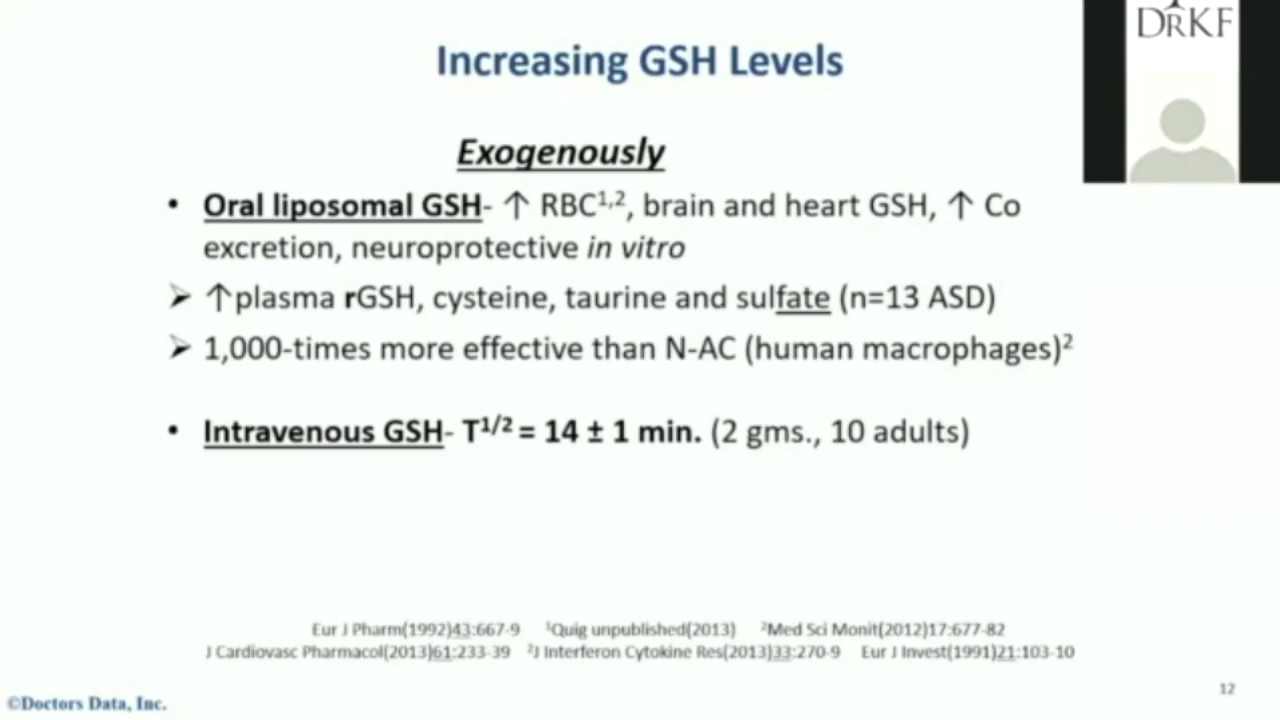 DRKF
Increasing GSH Levels
Exogenously
• Oral liposomal GSH- ↑ RBC¹,², brain and heart GSH, ↑ Co
excretion, neuroprotective in vitro
➤ ↑plasma rGSH, cysteine, taurine and sulfate (n=13 ASD)
➤ 1,000-times more effective than N-AC (human macrophages)²
• Intravenous GSH- T¹/² = 14 ± 1 min. (2 gms., 10 adults)
Eur J Pharm(1992)43:667-9 ¹Quig unpublished(2013) ²Med Sci Monit(2012)17:677-82
J Cardiovasc Pharmacol(2013)61:233-39 ²J Interferon Cytokine Res(2013)33:270-9 Eur J Invest(1991)21:103-10
12
©Doctors Data, Inc.